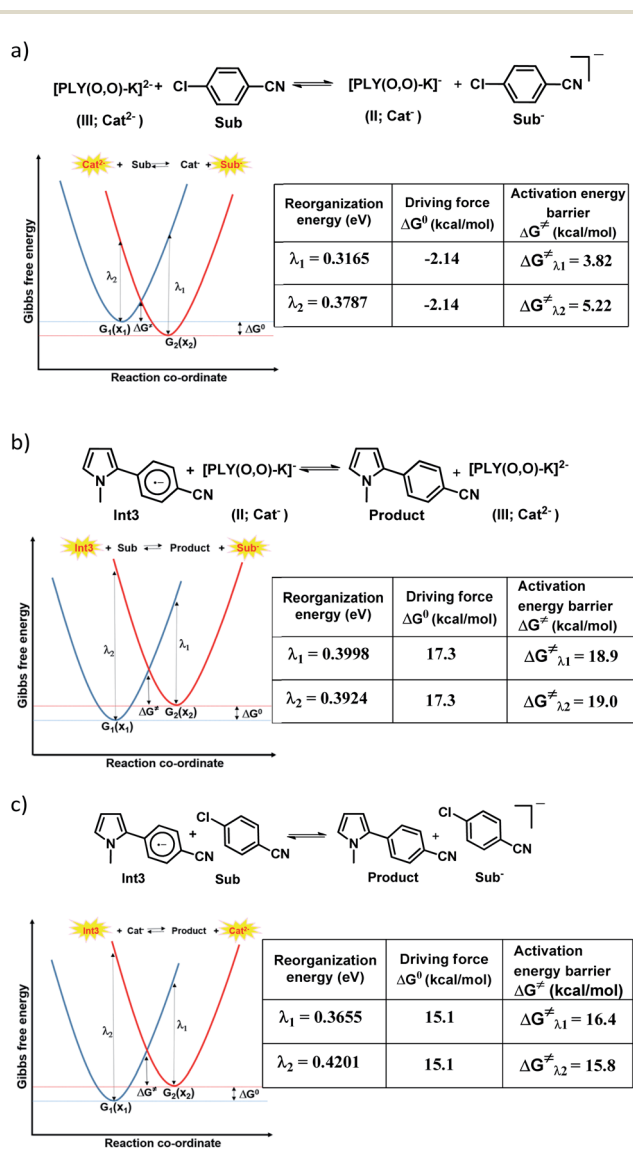 a)
[PLY(O,O)-K]²⁻ + Cl CN ⇌ [PLY(O,O)-K]⁻ + Cl CN ⁻
(III; Cat²⁻) Sub (II; Cat⁻) Sub⁻
Cat²⁻ + Sub ⇌ Cat⁻ + Sub⁻
Gibbs free energy
λ₂
λ₁
G₁(x₁) ΔG≠ G₂(x₂) ΔG⁰
Reaction co-ordinate
Reorganization energy (eV) Driving force ΔG⁰ (kcal/mol) Activation energy barrier ΔG≠ (kcal/mol)
λ₁ = 0.3165 -2.14 ΔG≠λ1 = 3.82
λ₂ = 0.3787 -2.14 ΔG≠λ2 = 5.22
b)
N CN •− + [PLY(O,O)-K]⁻ ⇌ N CN + [PLY(O,O)-K]²⁻
Int3 (II; Cat⁻) Product (III; Cat²⁻)
Int3 + Sub ⇌ Product + Sub⁻
Gibbs free energy
λ₂
λ₁
G₁(x₁) ΔG≠ G₂(x₂) ΔG⁰
Reaction co-ordinate
Reorganization energy (eV) Driving force ΔG⁰ (kcal/mol) Activation energy barrier ΔG≠ (kcal/mol)
λ₁ = 0.3998 17.3 ΔG≠λ1 = 18.9
λ₂ = 0.3924 17.3 ΔG≠λ2 = 19.0
c)
N CN •− + Cl CN ⇌ N CN + Cl CN ⁻
Int3 Sub Product Sub⁻
Int3 + Cat⁻ ⇌ Product + Cat²⁻
Gibbs free energy
λ₂
λ₁
G₁(x₁) ΔG≠ G₂(x₂) ΔG⁰
Reaction co-ordinate
Reorganization energy (eV) Driving force ΔG⁰ (kcal/mol) Activation energy barrier ΔG≠ (kcal/mol)
λ₁ = 0.3655 15.1 ΔG≠λ1 = 16.4
λ₂ = 0.4201 15.1 ΔG≠λ2 = 15.8